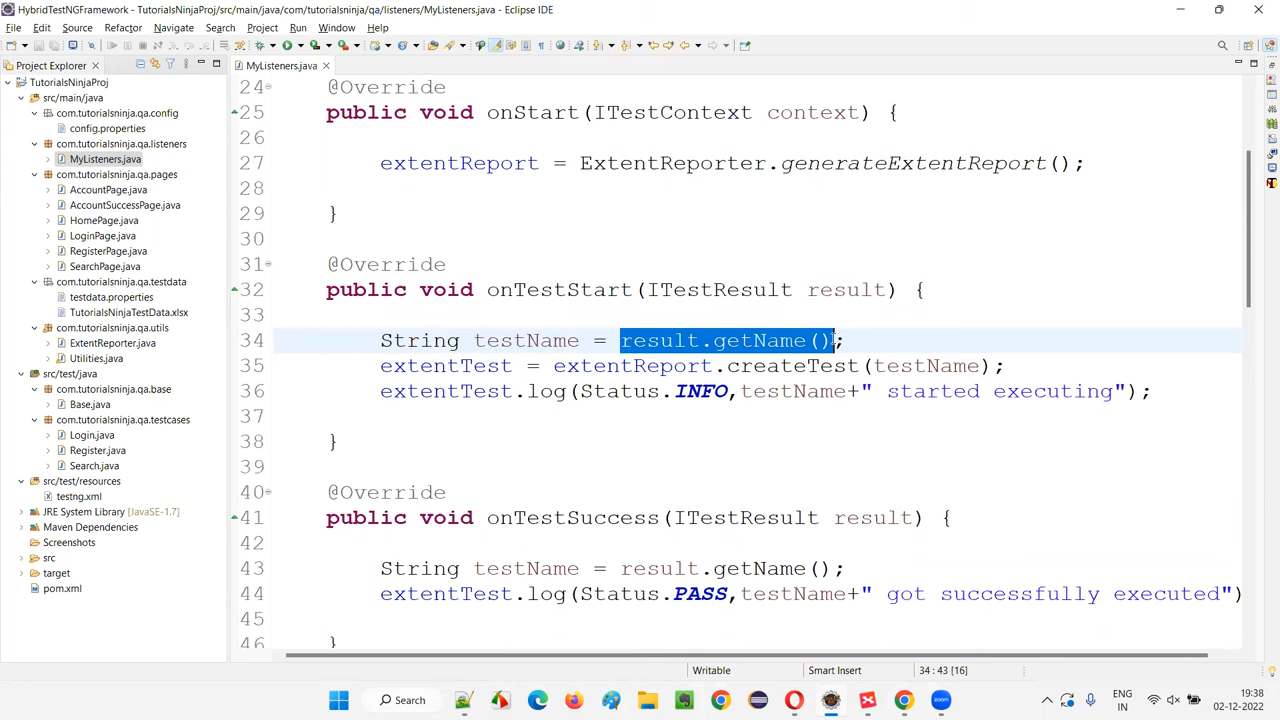 HybridTestNGFramework - TutorialsNinjaProj/src/main/java/com/tutorialsninja/qa/listeners/MyListeners.java - Eclipse IDE
File Edit Source Refactor Navigate Search Project Run Window Help
Project Explorer
TutorialsNinjaProj
src/main/java
com.tutorialsninja.qa.config
config.properties
com.tutorialsninja.qa.listeners
MyListeners.java
com.tutorialsninja.qa.pages
AccountPage.java
AccountSuccessPage.java
HomePage.java
LoginPage.java
RegisterPage.java
SearchPage.java
com.tutorialsninja.qa.testdata
testdata.properties
TutorialsNinjaTestData.xlsx
com.tutorialsninja.qa.utils
ExtentReporter.java
Utilities.java
src/test/java
com.tutorialsninja.qa.base
Base.java
com.tutorialsninja.qa.testcases
Login.java
Register.java
Search.java
src/test/resources
testng.xml
JRE System Library [JavaSE-1.7]
Maven Dependencies
Screenshots
src
target
pom.xml
MyListeners.java
24 @Override
25 public void onStart(ITestContext context) {
26
27 extentReport = ExtentReporter.generateExtentReport();
28
29 }
30
31 @Override
32 public void onTestStart(ITestResult result) {
33
34 String testName = result.getName();
35 extentTest = extentReport.createTest(testName);
36 extentTest.log(Status.INFO,testName+" started executing");
37
38 }
39
40 @Override
41 public void onTestSuccess(ITestResult result) {
42
43 String testName = result.getName();
44 extentTest.log(Status.PASS,testName+" got successfully executed")
45
46 }
Writable Smart Insert 34 : 43 [16]
Search
ENG
IN
19:38
02-12-2022